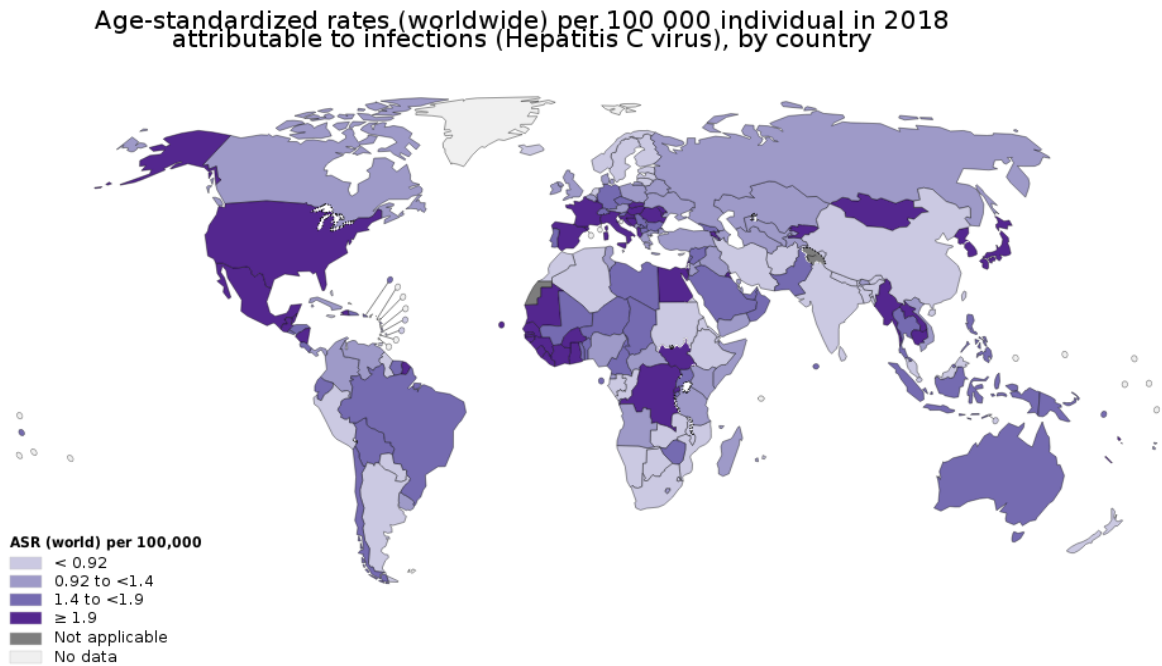 Age-standardized rates (worldwide) per 100 000 individual in 2018
attributable to infections (Hepatitis C virus), by country
ASR (world) per 100,000
< 0.92
0.92 to <1.4
1.4 to <1.9
≥ 1.9
Not applicable
No data